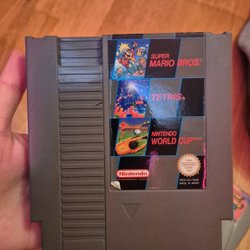 SUPER
MARIO BROS.
TETRIS
NINTENDO
WORLD CUP
Nintendo